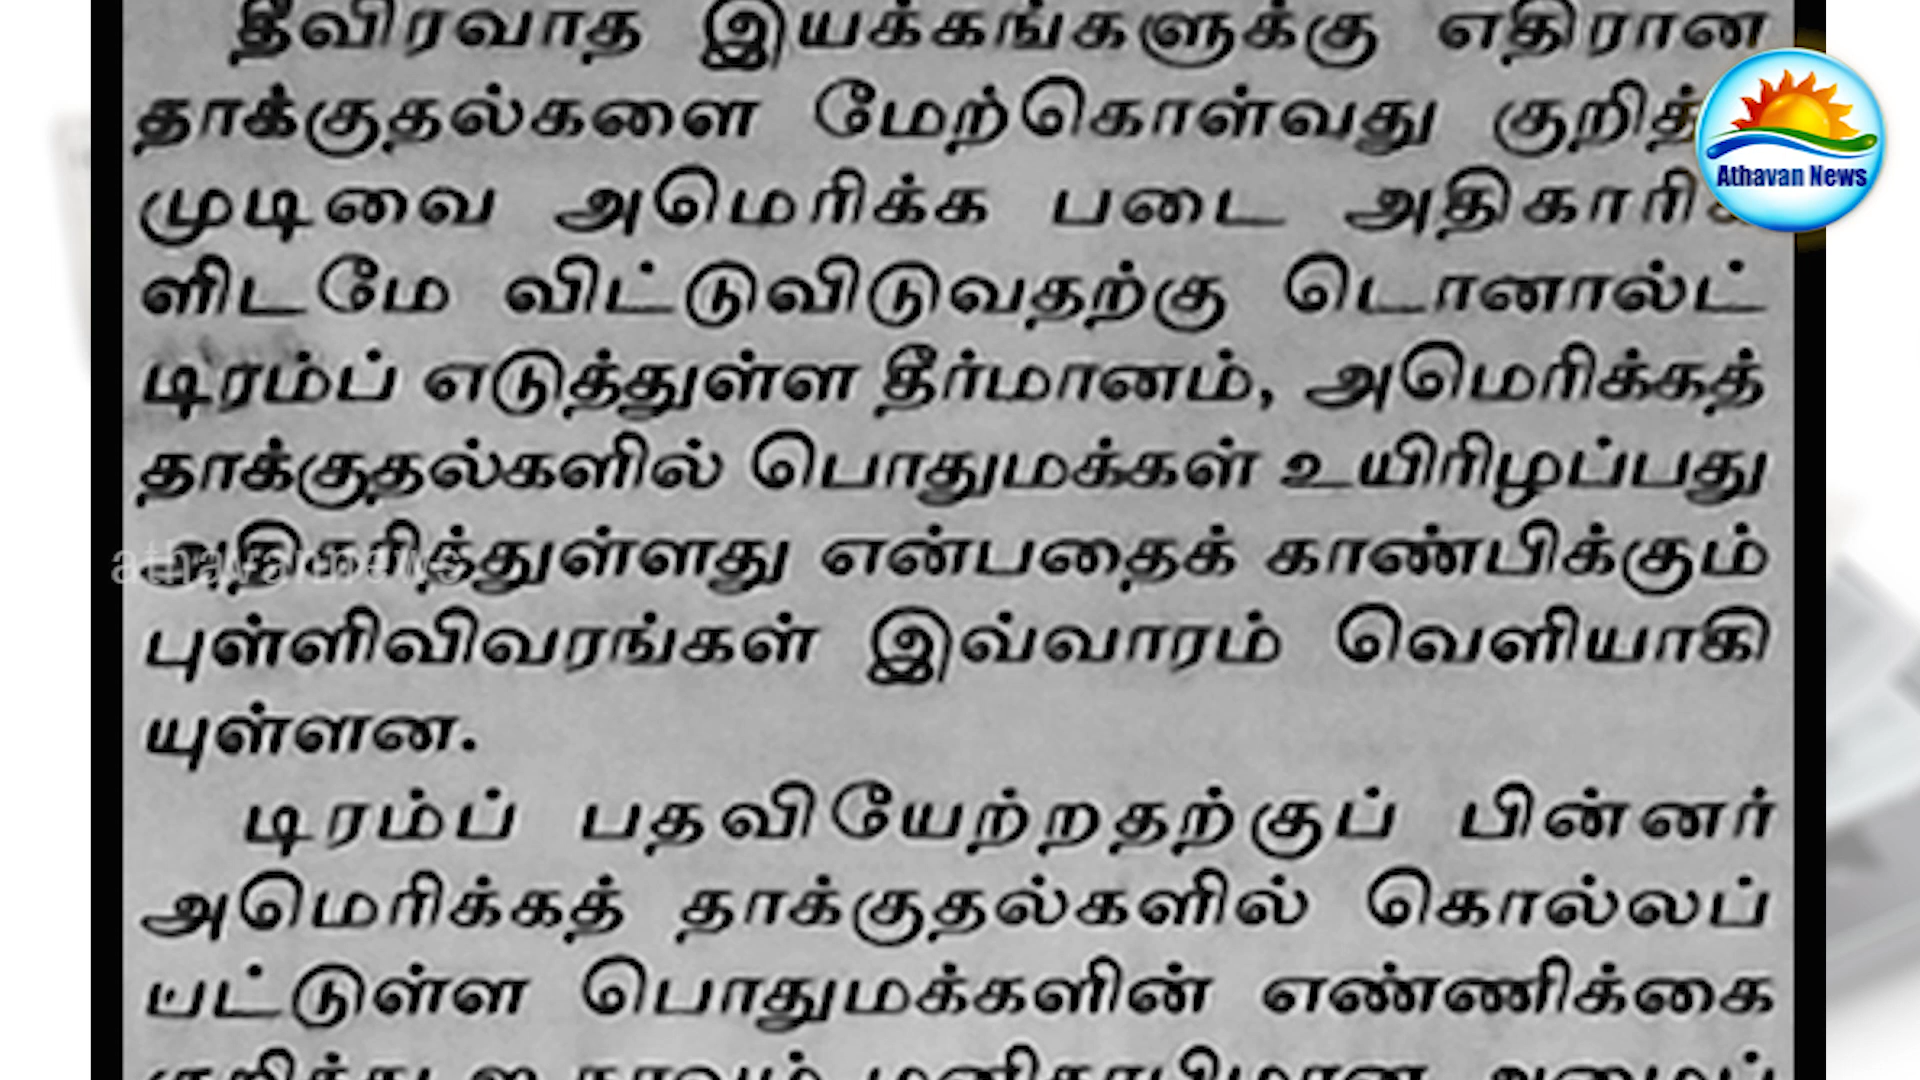 தீவிரவாத இயக்கங்களுக்கு எதிரான
தாக்குதல்களை மேற்கொள்வது
முடிவை அமெரிக்க படை
ளிடமே விட்டுவிடுவதற்கு டொனால்ட்
டிரம்ப் எடுத்துள்ள தீர்மானம், அமெரிக்கத்
தாக்குதல்களில் பொதுமக்கள் உயிரிழப்பது
அதிகரித்துள்ளது என்பதைக் காண்பிக்கும்
புள்ளிவிவரங்கள் இவ்வாரம் வெளியாகி
யுள்ளன.
டிரம்ப் பதவியேற்றதற்குப் பின்னர்
அமெரிக்கத் தாக்குதல்களில் கொல்லப்
பட்டுள்ள பொதுமக்களின் எண்ணிக்கை
Athavan News
athavannews